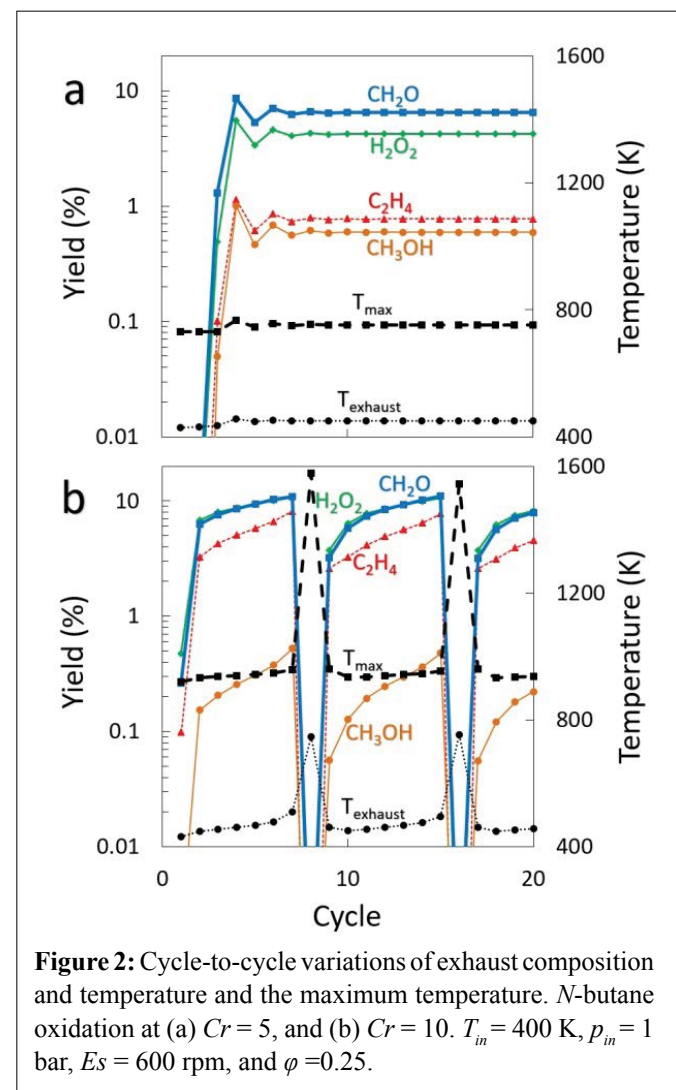 a
1600
10
CH₂O
H₂O₂
1200
1
C₂H₄
CH₃OH
Yield (%)
Temperature (K)
0.1
Tmax
800
Texhaust
0.01
400
b
1600
10
H₂O₂
CH₂O
C₂H₄
1200
1
Yield (%)
Temperature (K)
Tmax
0.1
CH₃OH
800
Texhaust
0.01
400
0
10
20
Cycle
Figure 2: Cycle-to-cycle variations of exhaust composition
and temperature and the maximum temperature. N-butane
oxidation at (a) Cr = 5, and (b) Cr = 10. Tin = 400 K, pin = 1
bar, Es = 600 rpm, and φ =0.25.